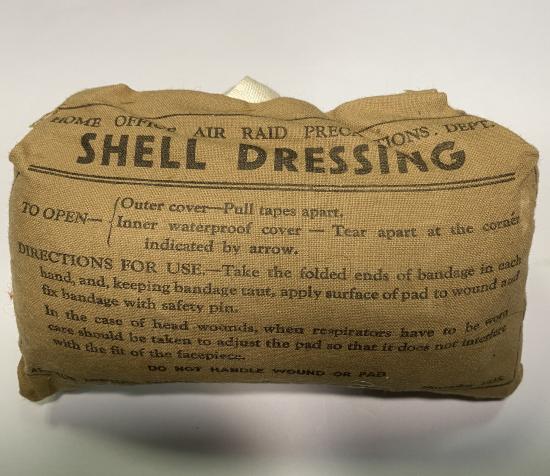 HOME OFFICE AIR RAID PRECAUTIONS. DEPT.
SHELL DRESSING
TO OPEN— Outer cover—Pull tapes apart.
Inner waterproof cover — Tear apart at the corner
indicated by arrow.
DIRECTIONS FOR USE.—Take the folded ends of bandage in each
hand, and, keeping bandage taut, apply surface of pad to wound and
fix bandage with safety pin.
In the case of head wounds, when respirators have to be worn
care should be taken to adjust the pad so that it does not interfere
with the fit of the facepiece.
DO NOT HANDLE WOUND OR PAD